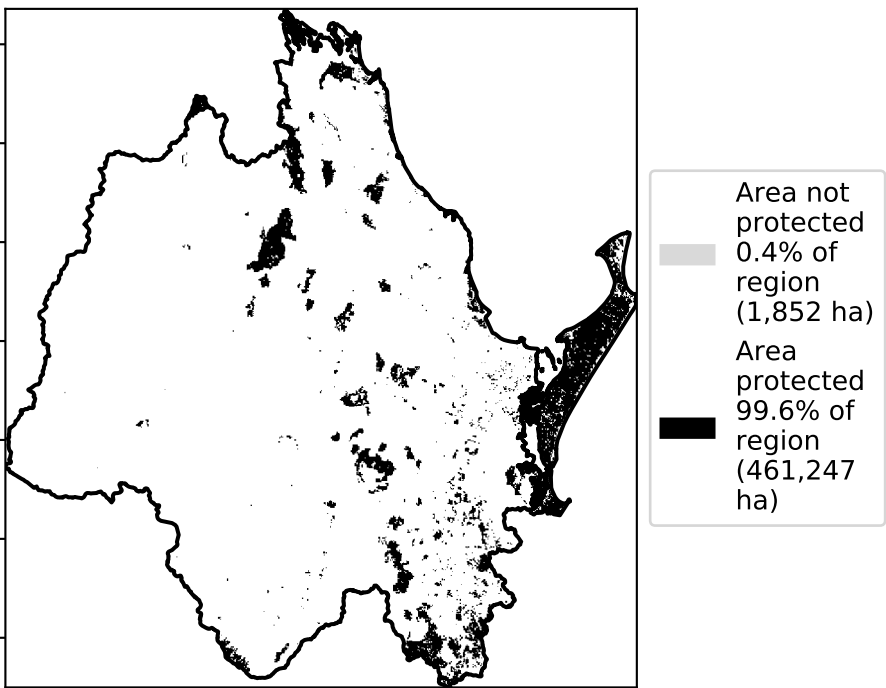 Area not
protected
0.4% of
region
(1,852 ha)
Area
protected
99.6% of
region
(461,247
ha)